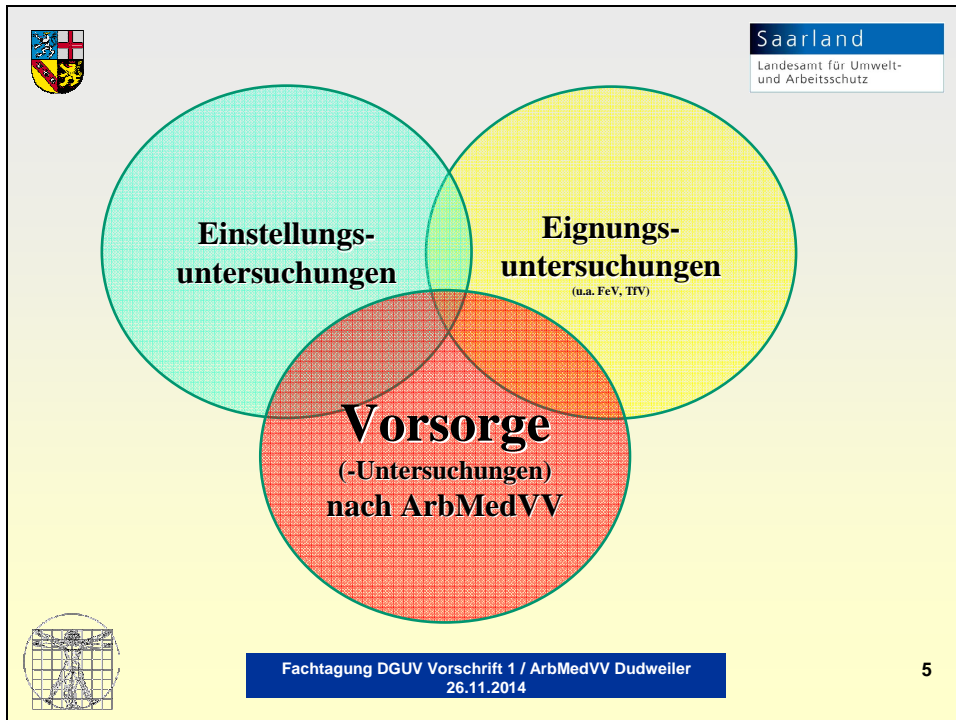 Saarland
Landesamt für Umwelt-
und Arbeitsschutz
Einstellungs-
untersuchungen
Eignungs-
untersuchungen
(u.a. FeV, TfV)
Vorsorge
(-Untersuchungen)
nach ArbMedVV
Fachtagung DGUV Vorschrift 1 / ArbMedVV Dudweiler
26.11.2014
5